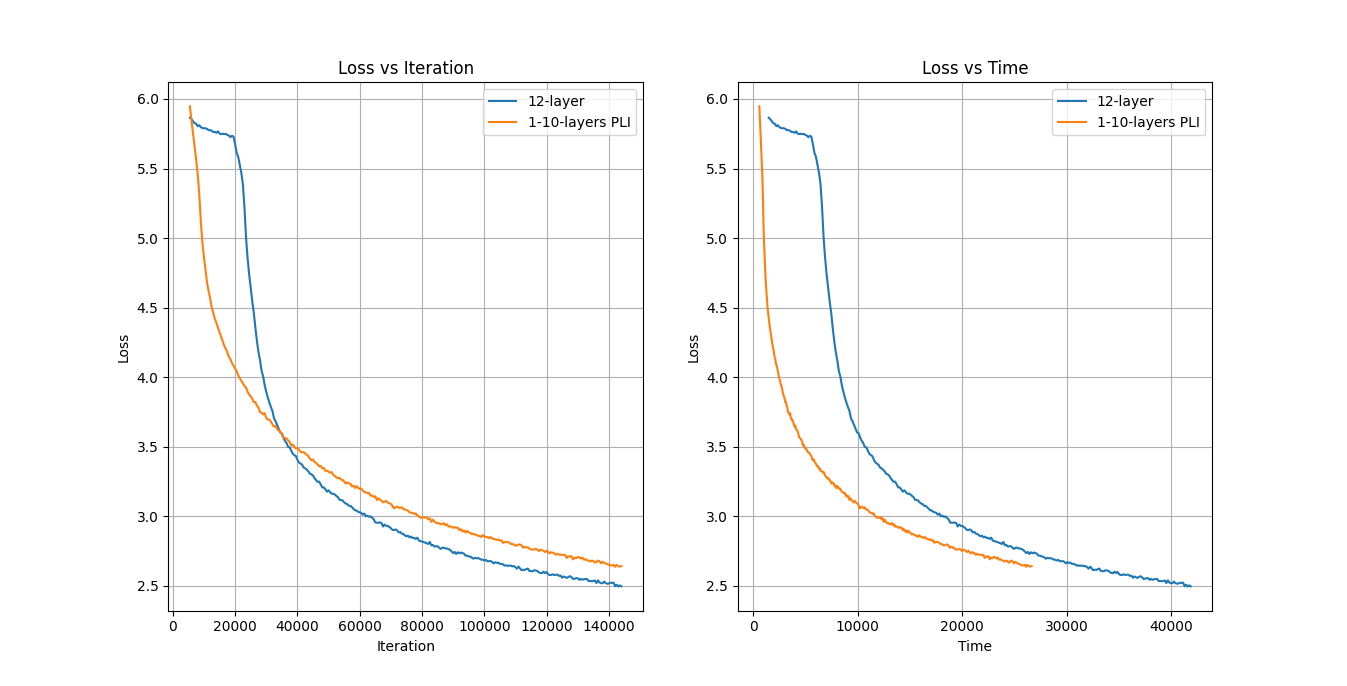 Loss vs Iteration
12-layer
1-10-layers PLI
6.0
5.5
5.0
4.5
4.0
3.5
3.0
2.5
Loss
0 20000 40000 60000 80000 100000 120000 140000
Iteration
Loss vs Time
12-layer
1-10-layers PLI
6.0
5.5
5.0
4.5
4.0
3.5
3.0
2.5
Loss
0 10000 20000 30000 40000
Time